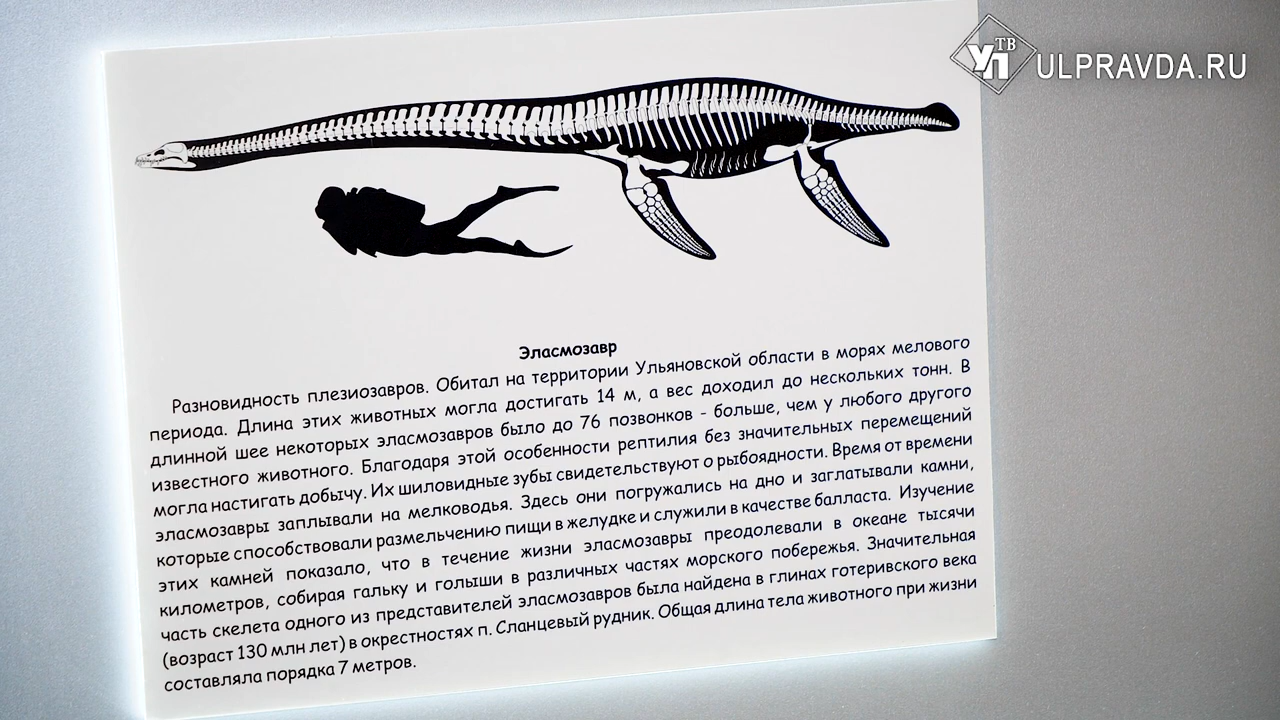 УП ТВ
ULPRAVDA.RU
Эласмозавр
Разновидность плезиозавров. Обитал на территории Ульяновской области в морях мелового
периода. Длина этих животных могла достигать 14 м, а вес доходил до нескольких тонн. В
длинной шее некоторых эласмозавров было до 76 позвонков - больше, чем у любого другого
известного животного. Благодаря этой особенности рептилия без значительных перемещений
могла настигать добычу. Их шиловидные зубы свидетельствуют о рыбоядности. Время от времени
эласмозавры заплывали на мелководья. Здесь они погружались на дно и заглатывали камни,
которые способствовали размельчению пищи в желудке и служили в качестве балласта. Изучение
этих камней показало, что в течение жизни эласмозавры преодолевали в океане тысячи
километров, собирая гальку и голыши в различных частях морского побережья. Значительная
часть скелета одного из представителей эласмозавров была найдена в глинах готеривского века
(возраст 130 млн лет) в окрестностях п. Сланцевый рудник. Общая длина тела животного при жизни
составляла порядка 7 метров.